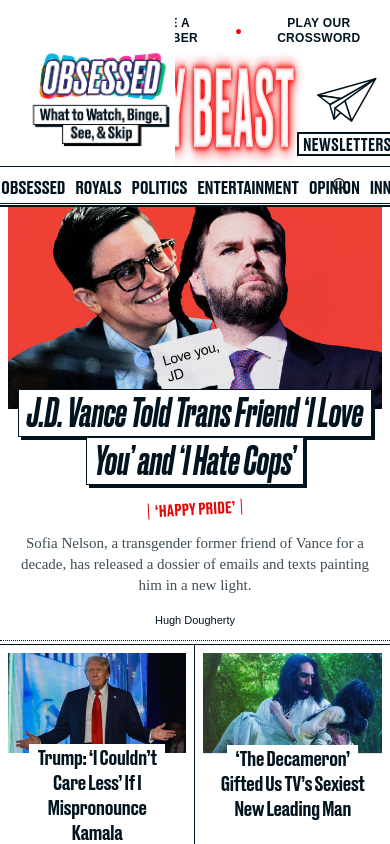 E A
BER
PLAY OUR
CROSSWORD
OBSESSED
What to Watch, Binge,
See, & Skip
Y BEAST
NEWSLETTERS
OBSESSED ROYALS POLITICS ENTERTAINMENT OPINION INN
Love you,
JD
J.D. Vance Told Trans Friend ‘I Love
You’ and ‘I Hate Cops’
‘HAPPY PRIDE’
Sofia Nelson, a transgender former friend of Vance for a
decade, has released a dossier of emails and texts painting
him in a new light.
Hugh Dougherty
Trump: ‘I Couldn’t
Care Less’ If I
Mispronounce
Kamala
‘The Decameron’
Gifted Us TV’s Sexiest
New Leading Man